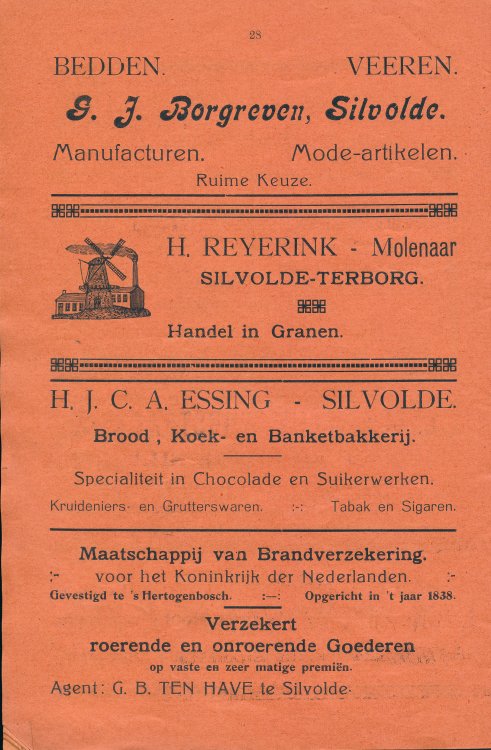 28
BEDDEN. VEEREN.
G. J. Borgreven, Silvolde.
Manufacturen. Mode-artikelen.
Ruime Keuze.
H. REYERINK - Molenaar
SILVOLDE-TERBORG.
Handel in Granen.
H. J. C. A. ESSING - SILVOLDE.
Brood, Koek- en Banketbakkerij.
Specialiteit in Chocolade en Suikerwerken.
Kruideniers- en Grutterswaren. :-: Tabak en Sigaren.
Maatschappij van Brandverzekering.
:- voor het Koninkrijk der Nederlanden. :-
Gevestigd te 's Hertogenbosch. :—: Opgericht in 't jaar 1838.
Verzekert
roerende en onroerende Goederen
op vaste en zeer matige premiën.
Agent: G. B. TEN HAVE te Silvolde.